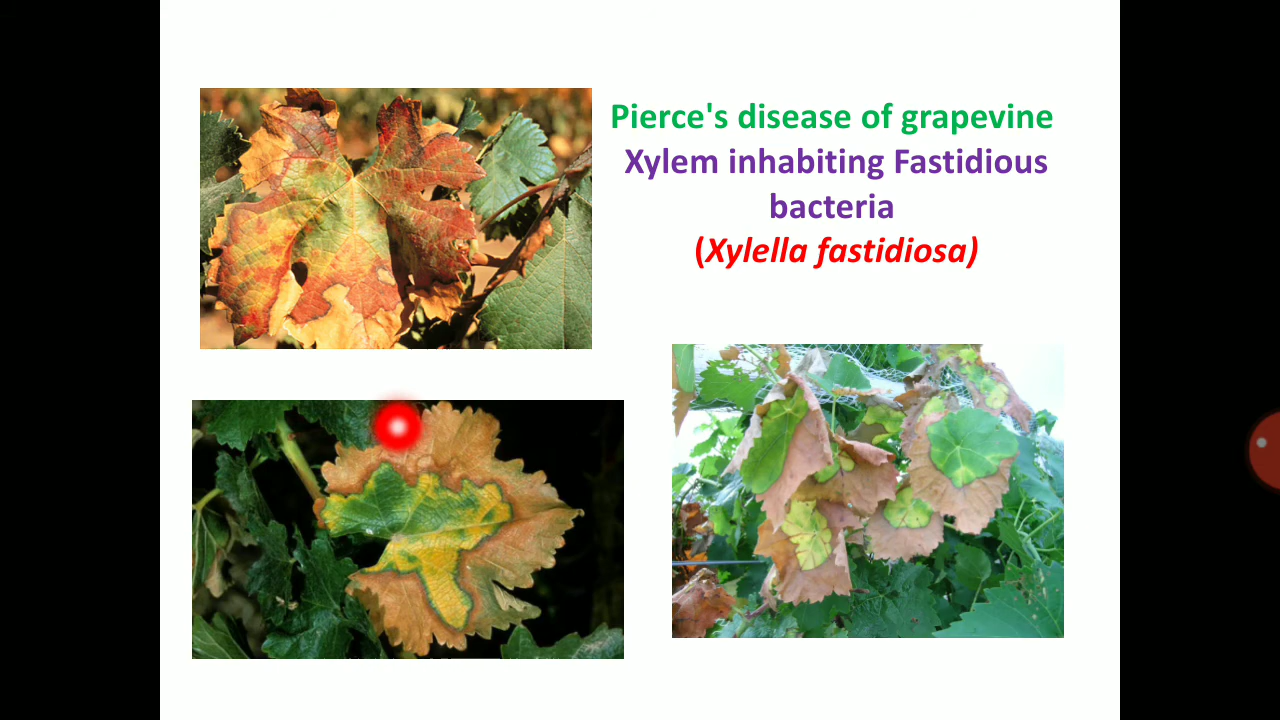 Pierce's disease of grapevine
Xylem inhabiting Fastidious
bacteria
(Xylella fastidiosa)